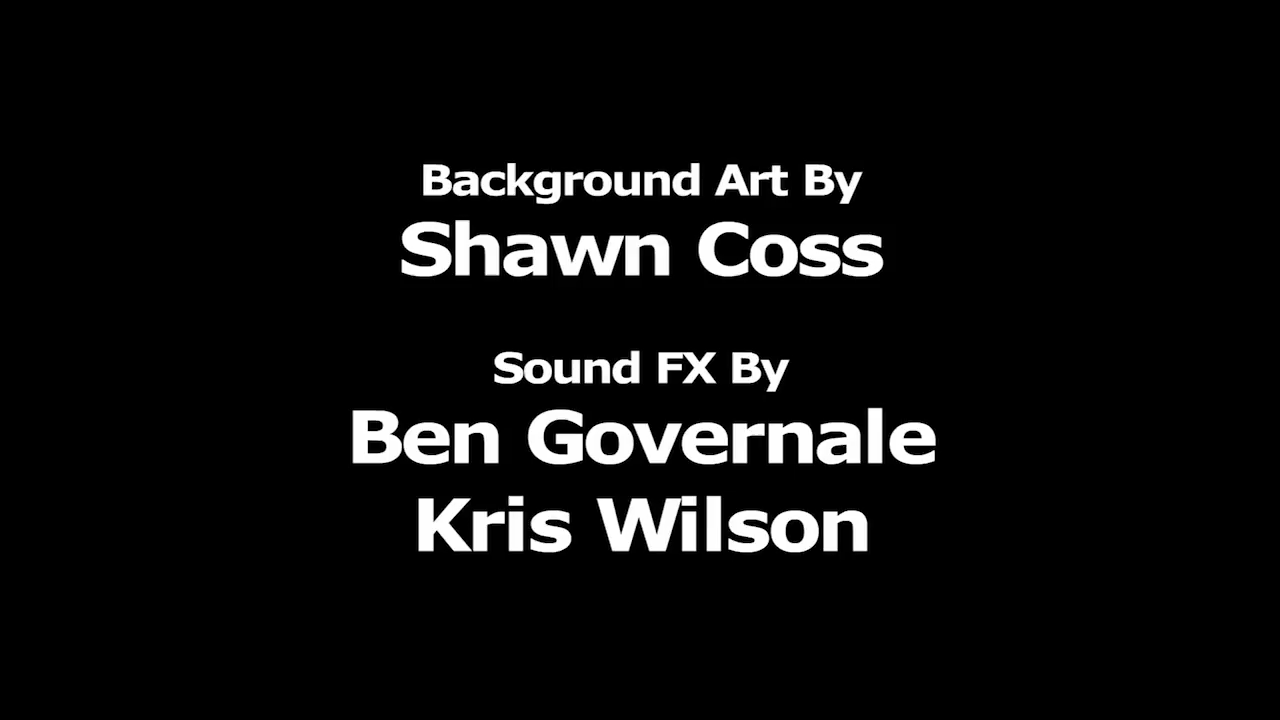 Background Art By
Shawn Coss
Sound FX By
Ben Governale
Kris Wilson